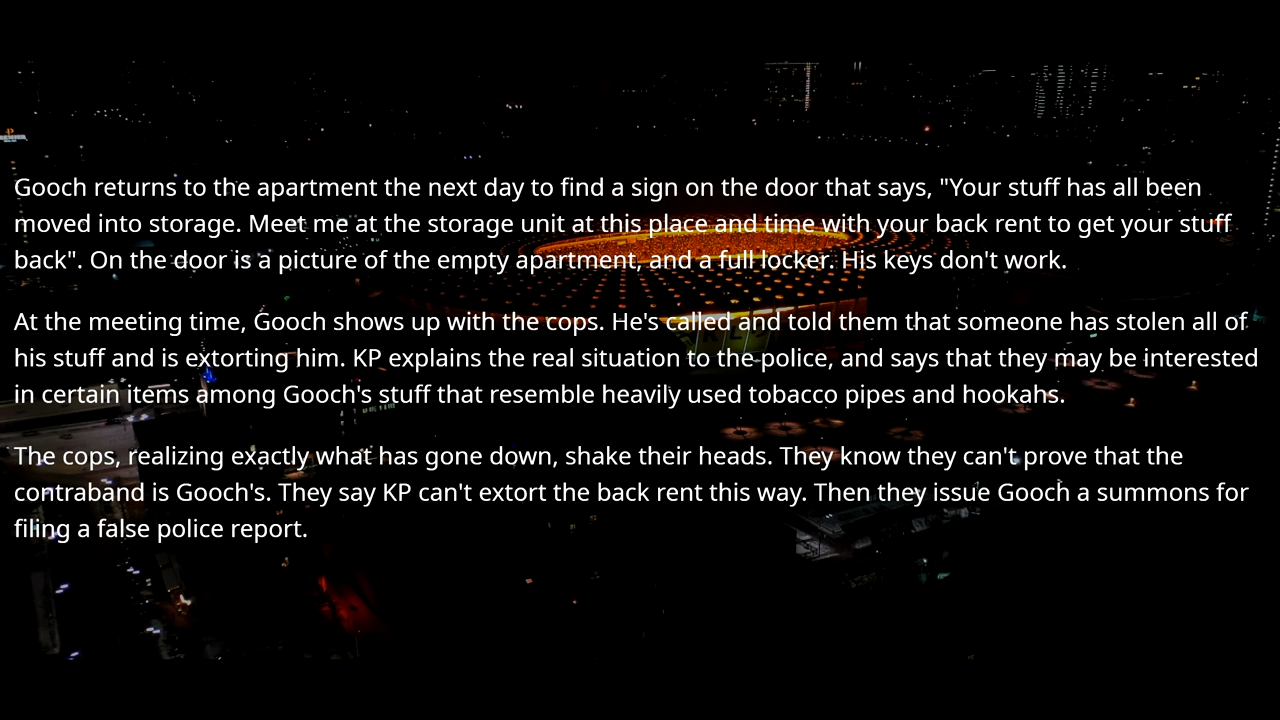 Gooch returns to the apartment the next day to find a sign on the door that says, "Your stuff has all been
moved into storage. Meet me at the storage unit at this place and time with your back rent to get your stuff
back". On the door is a picture of the empty apartment, and a full locker. His keys don't work.
At the meeting time, Gooch shows up with the cops. He's called and told them that someone has stolen all of
his stuff and is extorting him. KP explains the real situation to the police, and says that they may be interested
in certain items among Gooch's stuff that resemble heavily used tobacco pipes and hookahs.
The cops, realizing exactly what has gone down, shake their heads. They know they can't prove that the
contraband is Gooch's. They say KP can't extort the back rent this way. Then they issue Gooch a summons for
filing a false police report.